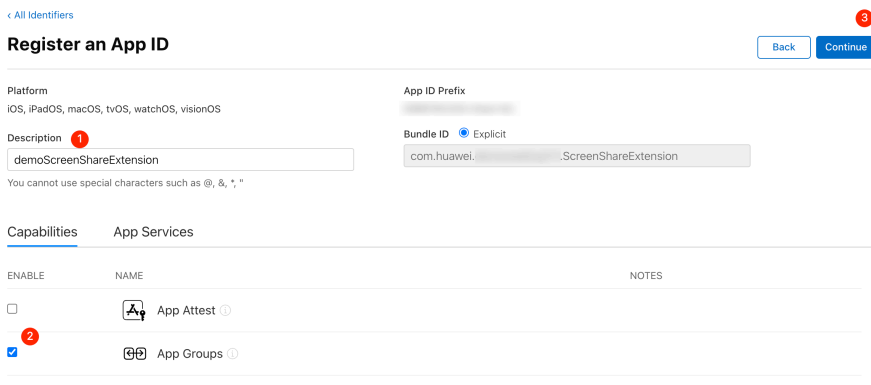 ‹ All Identifiers
3
Register an App ID
Back
Continue
Platform
App ID Prefix
iOS, iPadOS, macOS, tvOS, watchOS, visionOS
Description 1
Bundle ID Explicit
demoScreenShareExtension
com.huawei. .ScreenShareExtension
You cannot use special characters such as @, &, *, "
Capabilities App Services
ENABLE NAME NOTES
App Attest
2
App Groups